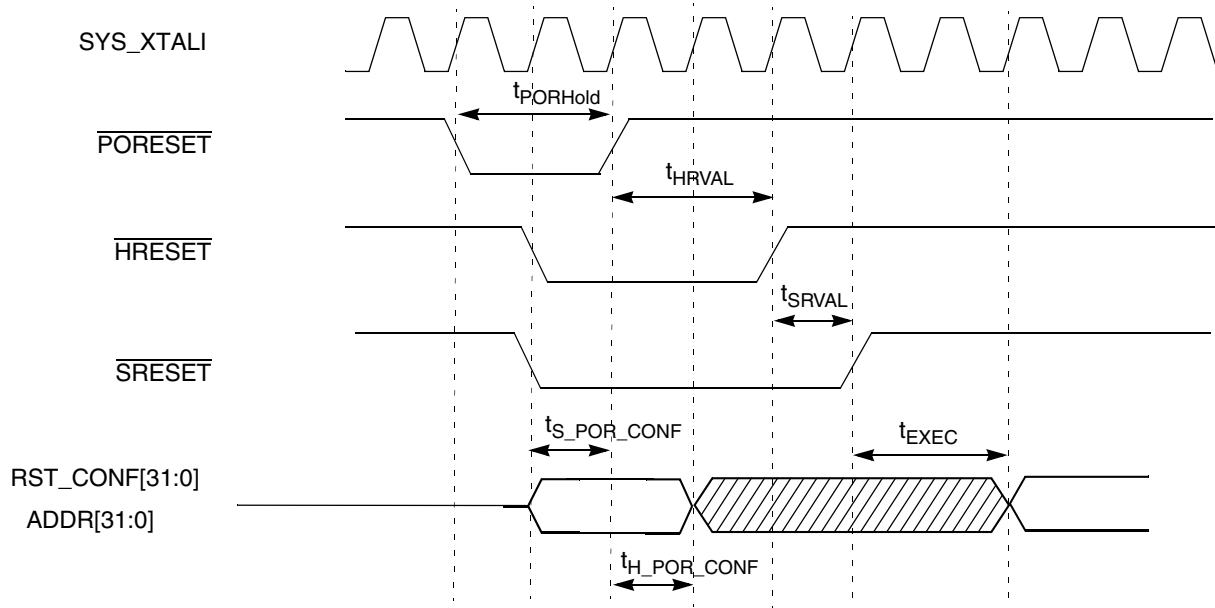 SYS_XTALI
tPORHold
PORESET
tHRVAL
HRESET
tSRVAL
SRESET
tS_POR_CONF
tEXEC
RST_CONF[31:0]
ADDR[31:0]
tH_POR_CONF